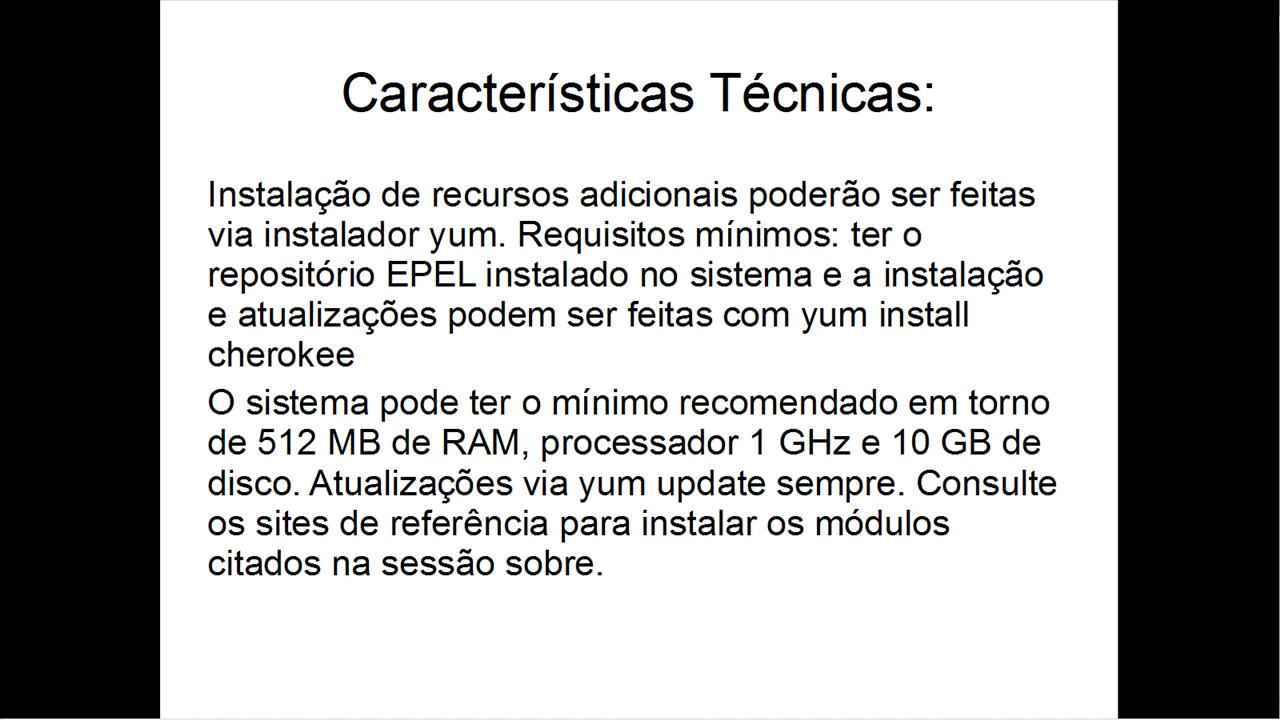 Características Técnicas:
Instalação de recursos adicionais poderão ser feitas
via instalador yum. Requisitos mínimos: ter o
repositório EPEL instalado no sistema e a instalação
e atualizações podem ser feitas com yum install
cherokee
O sistema pode ter o mínimo recomendado em torno
de 512 MB de RAM, processador 1 GHz e 10 GB de
disco. Atualizações via yum update sempre. Consulte
os sites de referência para instalar os módulos
citados na sessão sobre.